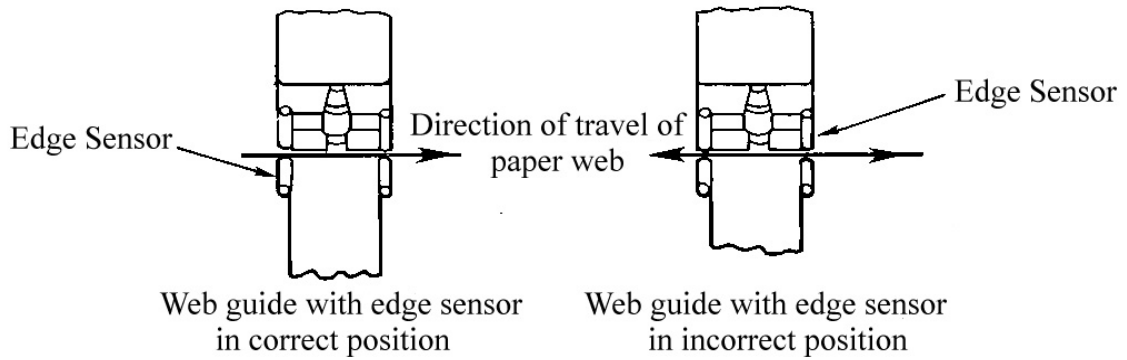 Edge Sensor
Direction of travel of
paper web
Edge Sensor
Web guide with edge sensor
in correct position
Web guide with edge sensor
in incorrect position